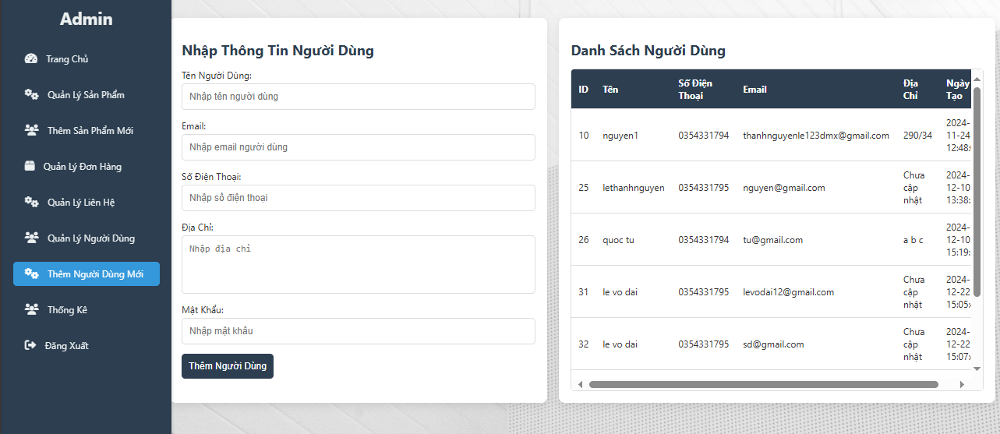 Admin
Trang Chủ
Quản Lý Sản Phẩm
Thêm Sản Phẩm Mới
Quản Lý Đơn Hàng
Quản Lý Liên Hệ
Quản Lý Người Dùng
Thêm Người Dùng Mới
Thống Kê
Đăng Xuất
Nhập Thông Tin Người Dùng
Tên Người Dùng:
Nhập tên người dùng
Email:
Nhập email người dùng
Số Điện Thoại:
Nhập số điện thoại
Địa Chỉ:
Nhập địa chỉ
Mật Khẩu:
Nhập mật khẩu
Thêm Người Dùng
Danh Sách Người Dùng
ID Tên Số Điện Thoại Email Địa Chỉ Ngày Tạo
10 nguyen1 0354331794 thanhnguyenle123dmx@gmail.com 290/34 2024-11-24 12:48:
25 lethanhnguyen 0354331795 nguyen@gmail.com Chưa cập nhật 2024-12-10 13:38:
26 quoc tu 0354331794 tu@gmail.com a b c 2024-12-10 15:19:
31 le vo dai 0354331795 levodai12@gmail.com Chưa cập nhật 2024-12-22 15:05:
32 le vo dai 0354331795 sd@gmail.com Chưa cập nhật 2024-12-22 15:07: